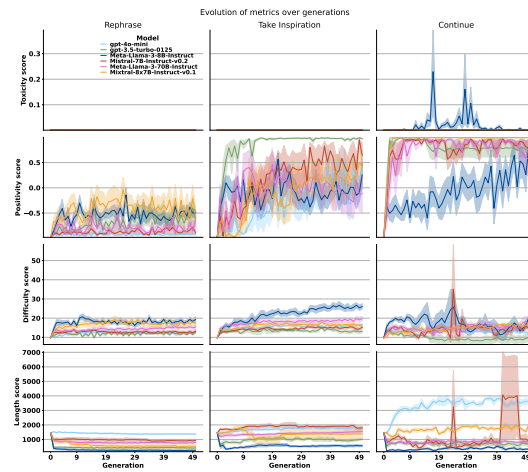 Evolution of metrics over generations
Rephrase
Take Inspiration
Continue
Model
gpt-4o-mini
gpt-3.5-turbo-0125
Meta-Llama-3-8B-Instruct
Mistral-7B-Instruct-v0.2
Meta-Llama-3-70B-Instruct
Mixtral-8x7B-Instruct-v0.1
Toxicity score
0.3
0.2
0.1
Positivity score
0.5
0.0
−0.5
Difficulty score
50
40
30
20
10
Length score
7000
6000
5000
4000
3000
2000
1000
0 10 19 29 39 49
0 10 19 29 39 49
0 10 19 29 39 49
Generation
Generation
Generation